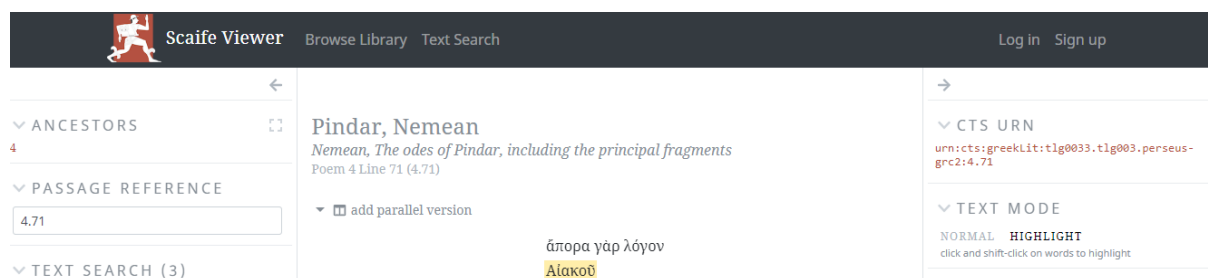 Scaife Viewer Browse Library Text Search Log in Sign up
ANCESTORS
4
PASSAGE REFERENCE
4.71
TEXT SEARCH (3)
Pindar, Nemean
Nemean, The odes of Pindar, including the principal fragments
Poem 4 Line 71 (4.71)
add parallel version
ἄπορα γὰρ λόγον
Αἰακοῦ
CTS URN
urn:cts:greekLit:tlg0033.tlg003.perseus-
grc2:4.71
TEXT MODE
NORMAL HIGHLIGHT
click and shift-click on words to highlight